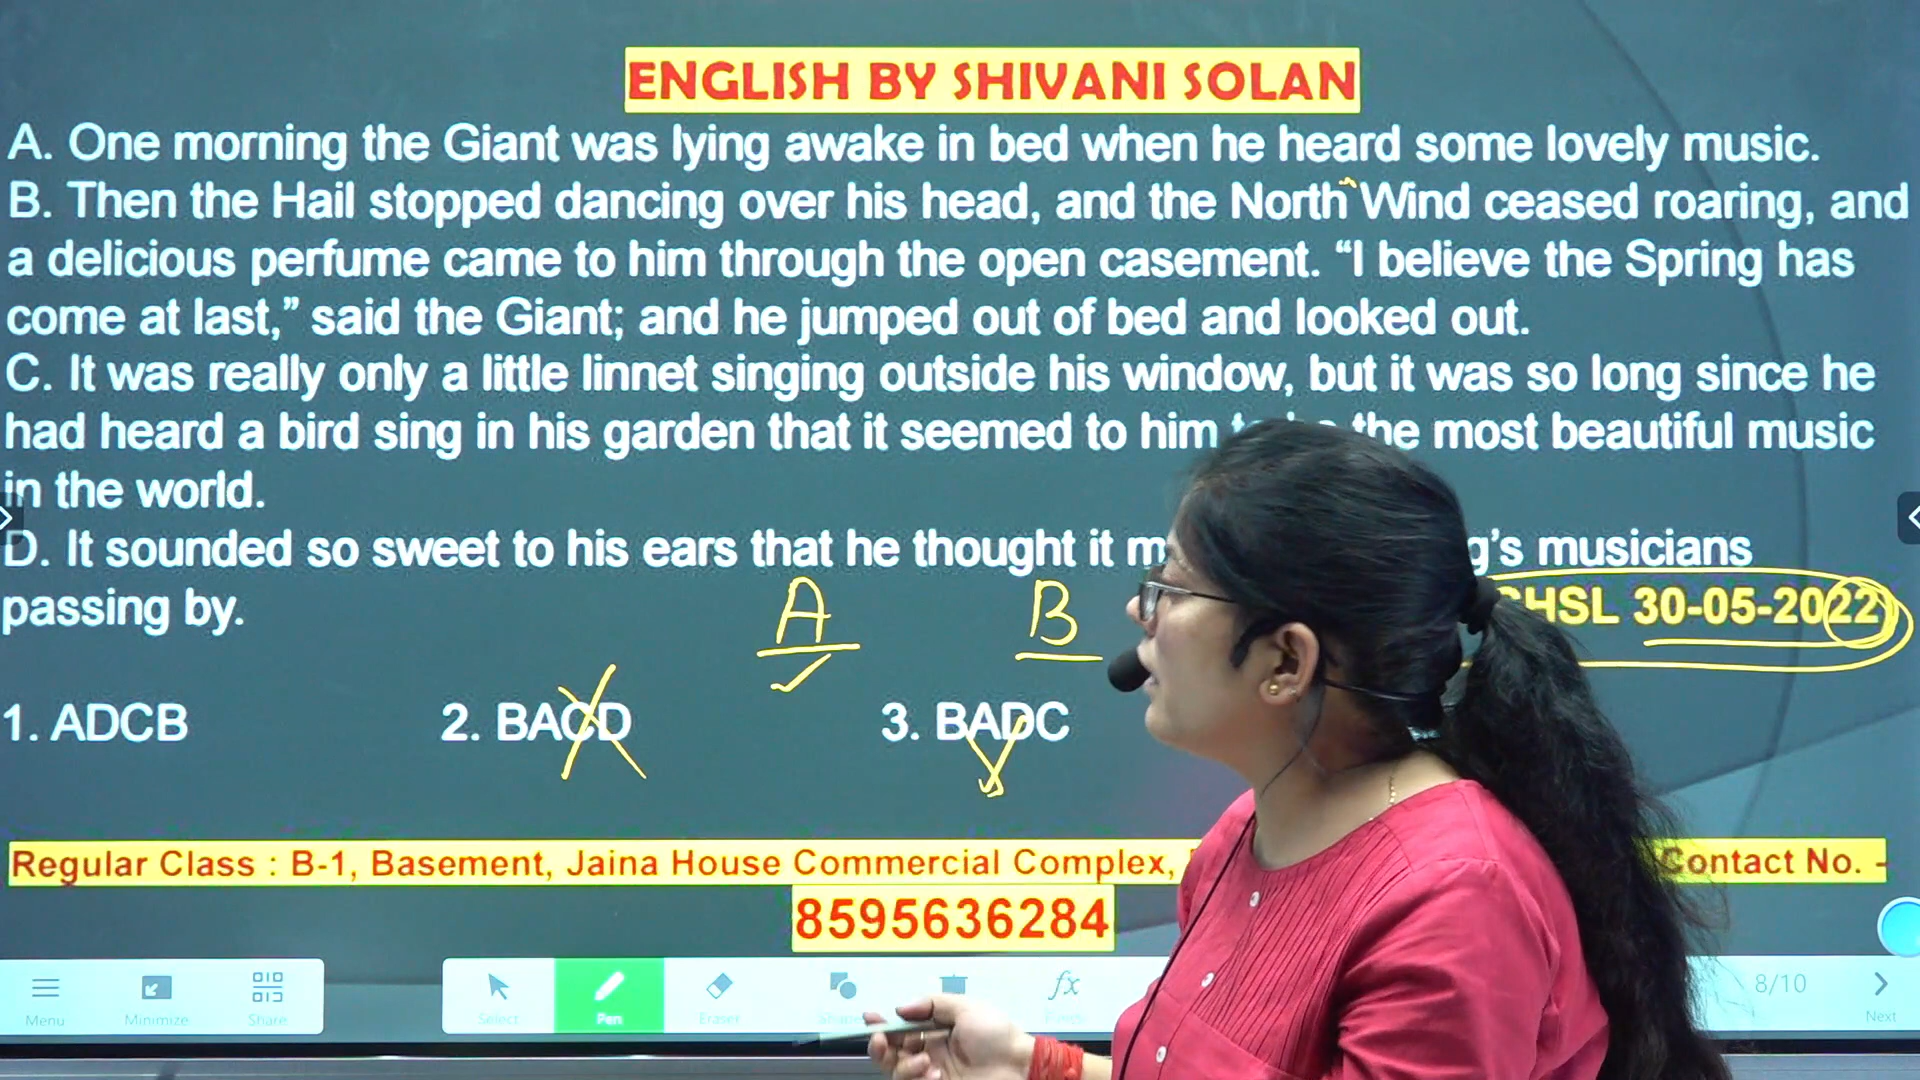 ENGLISH BY SHIVANI SOLAN
A. One morning the Giant was lying awake in bed when he heard some lovely music.
B. Then the Hail stopped dancing over his head, and the North Wind ceased roaring, and
a delicious perfume came to him through the open casement. “I believe the Spring has
come at last,” said the Giant; and he jumped out of bed and looked out.
C. It was really only a little linnet singing outside his window, but it was so long since he
had heard a bird sing in his garden that it seemed to him the most beautiful music
in the world.
D. It sounded so sweet to his ears that he thought it musicians
passing by.
CHSL 30-05-2022)
A B
1. ADCB 2. BACD 3. BADC
Regular Class : B-1, Basement, Jaina House Commercial Complex, Contact No. -
8595636284
Menu Minimize Share Select Pen Eraser 8/10 Next